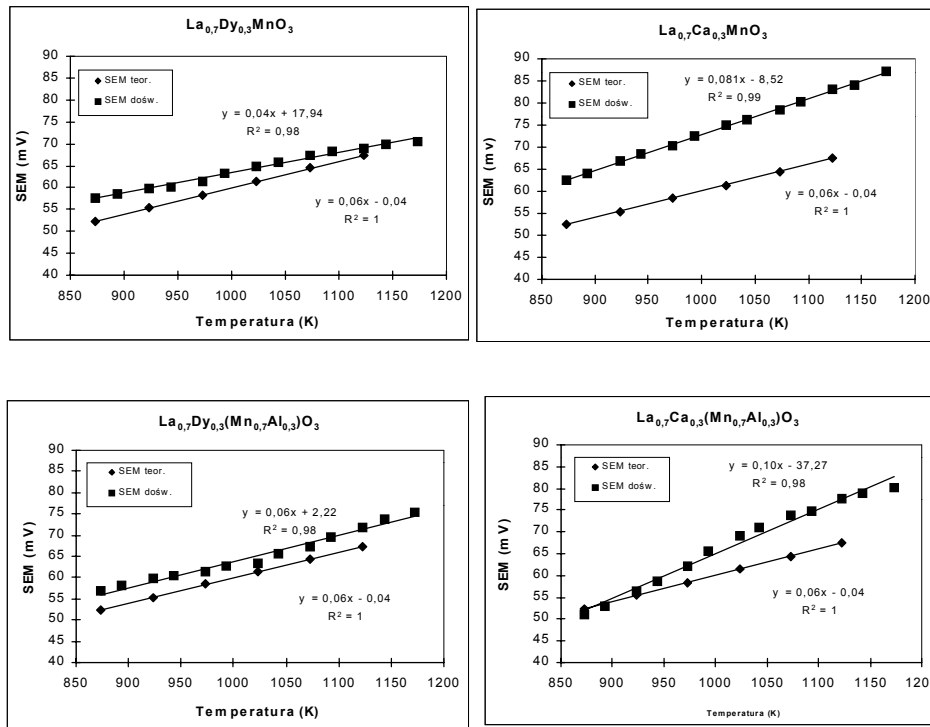 La0,7Dy0,3MnO3
SEM (mV)
90
85
80
75
70
65
60
55
50
45
40
SEM teor.
SEM dośw.
y = 0,04x + 17,94
R² = 0,98
y = 0,06x - 0,04
R² = 1
850 900 950 1000 1050 1100 1150 1200
Temperatura (K)
La0,7Ca0,3MnO3
SEM (mv)
90
85
80
75
70
65
60
55
50
45
40
SEM teor.
SEM dośw.
y = 0,081x - 8,52
R² = 0,99
y = 0,06x - 0,04
R² = 1
850 900 950 1000 1050 1100 1150 1200
Temperatura (K)
La0,7Dy0,3(Mn0,7Al0,3)O3
SEM (mV)
90
85
80
75
70
65
60
55
50
45
40
SEM teor.
SEM dośw.
y = 0,06x + 2,22
R² = 0,98
y = 0,06x - 0,04
R² = 1
850 900 950 1000 1050 1100 1150 1200
Temperatura (K)
La0,7Ca0,3(Mn0,7Al0,3)O3
SEM (mV)
90
85
80
75
70
65
60
55
50
45
40
SEM teor.
SEM dośw.
y = 0,10x - 37,27
R² = 0,98
y = 0,06x - 0,04
R² = 1
850 900 950 1000 1050 1100 1150 1200
Temperatura (K)